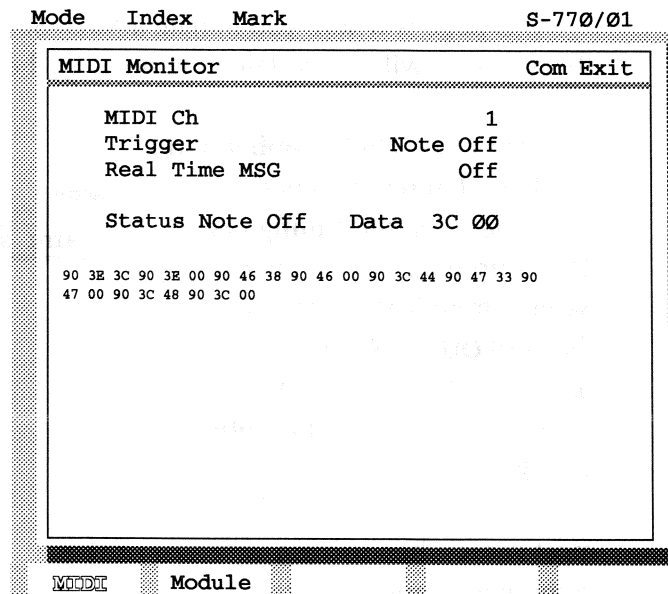 Mode Index Mark S-770/01
MIDI Monitor Com Exit
MIDI Ch 1
Trigger Note Off
Real Time MSG Off
Status Note Off Data 3C 00
90 3E 3C 90 3E 00 90 46 38 90 46 00 90 3C 44 90 47 33 90
47 00 90 3C 48 90 3C 00
MIDI Module